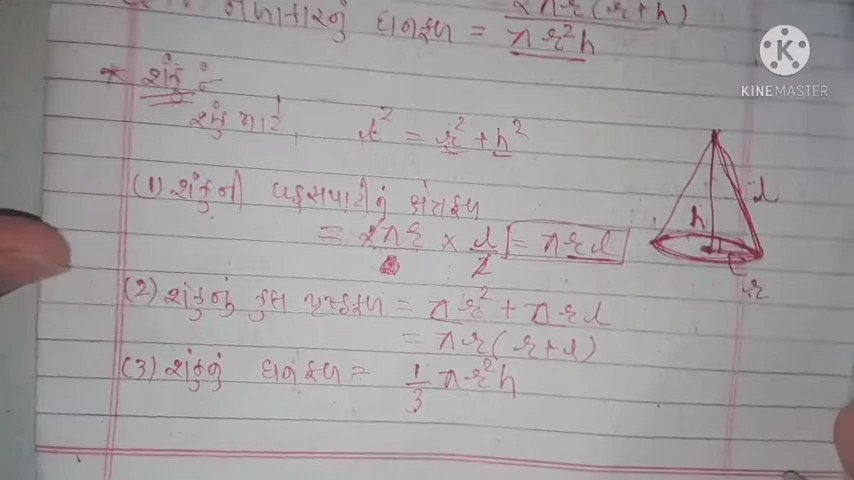 2πr(r+h)
નળાકારનું ઘનફળ = πr²h
K
KINEMASTER
* શંકુ :-
શંકુ માટે, l² = r² + h²
(1) શંકુની વક્રસપાટીનું ક્ષેત્રફળ
= 2πr × l/2 = πrl
(2) શંકુનું કુલ પૃષ્ઠફળ = πr² + πrl
= πr(r+l)
(3) શંકુનું ઘનફળ = 1/3 πr²h
h
l
r